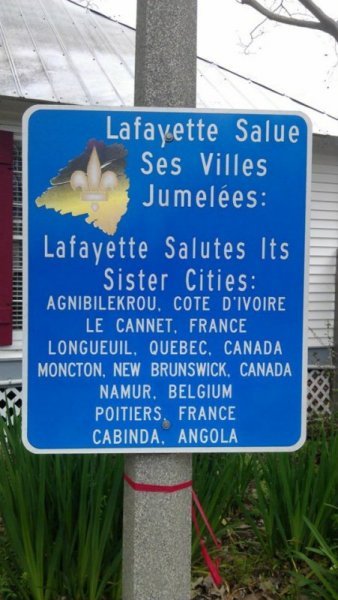 Lafayette Salue
Ses Villes
Jumelées:
Lafayette Salutes Its
Sister Cities:
AGNIBILEKROU, COTE D'IVOIRE
LE CANNET, FRANCE
LONGUEUIL, QUEBEC, CANADA
MONCTON, NEW BRUNSWICK, CANADA
NAMUR, BELGIUM
POITIERS, FRANCE
CABINDA, ANGOLA